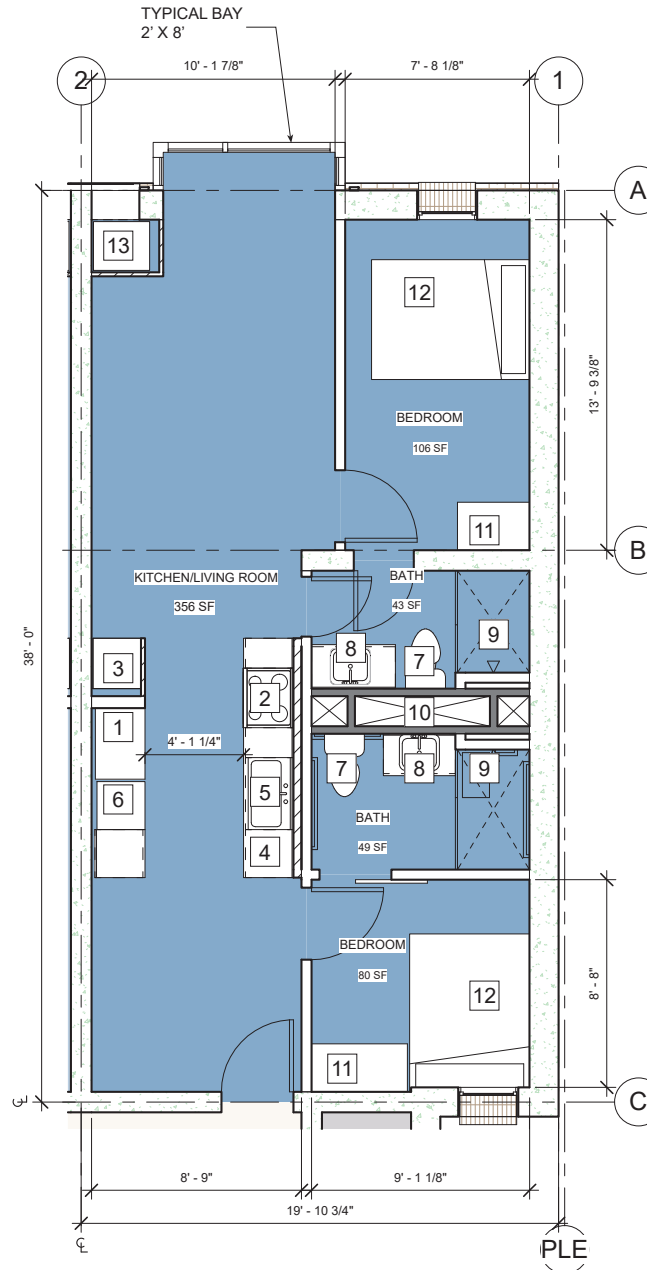 TYPICAL BAY
2' X 8'
10' - 1 7/8"
7' - 8 1/8"
2
1
A
13
12
BEDROOM
106 SF
13' - 9 3/8"
11
B
KITCHEN/LIVING ROOM
356 SF
BATH
43 SF
38' - 0"
9
8
7
3
2
10
1
4' - 1 1/4"
7
8
9
5
6
BATH
49 SF
4
BEDROOM
80 SF
12
8' - 8"
11
C
CL
8' - 9"
9' - 1 1/8"
19' - 10 3/4"
CL
PLE